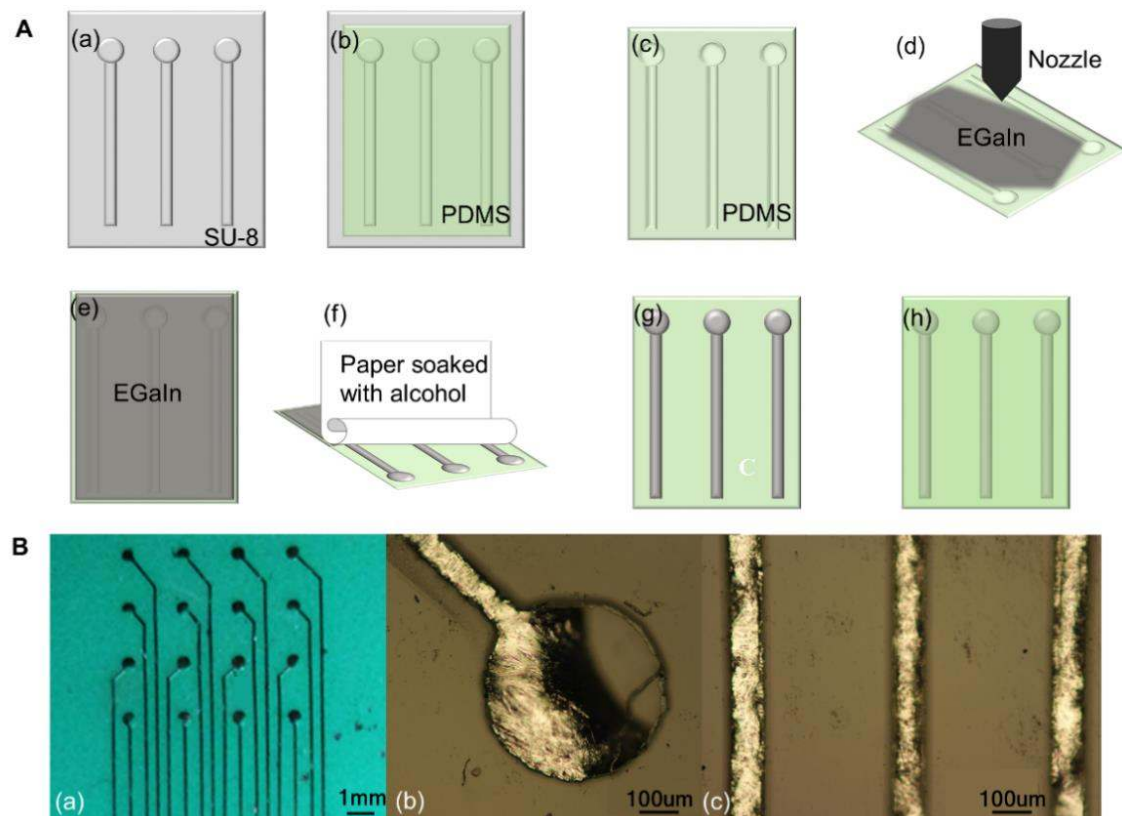 A
(a)
(b)
(c)
(d)
Nozzle
EGaIn
SU-8
PDMS
PDMS
(e)
(f)
(g)
(h)
EGaIn
Paper soaked
with alcohol
C
B
(a)
1mm
(b)
100um
(c)
100um